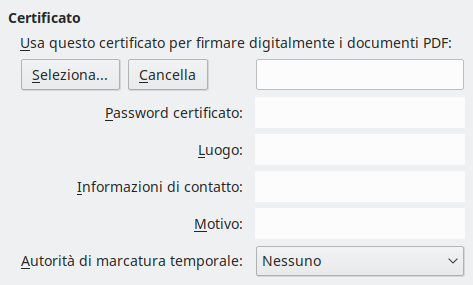 Certificato
Usa questo certificato per firmare digitalmente i documenti PDF:
Seleziona... Cancella
Password certificato:
Luogo:
Informazioni di contatto:
Motivo:
Autorità di marcatura temporale: Nessuno